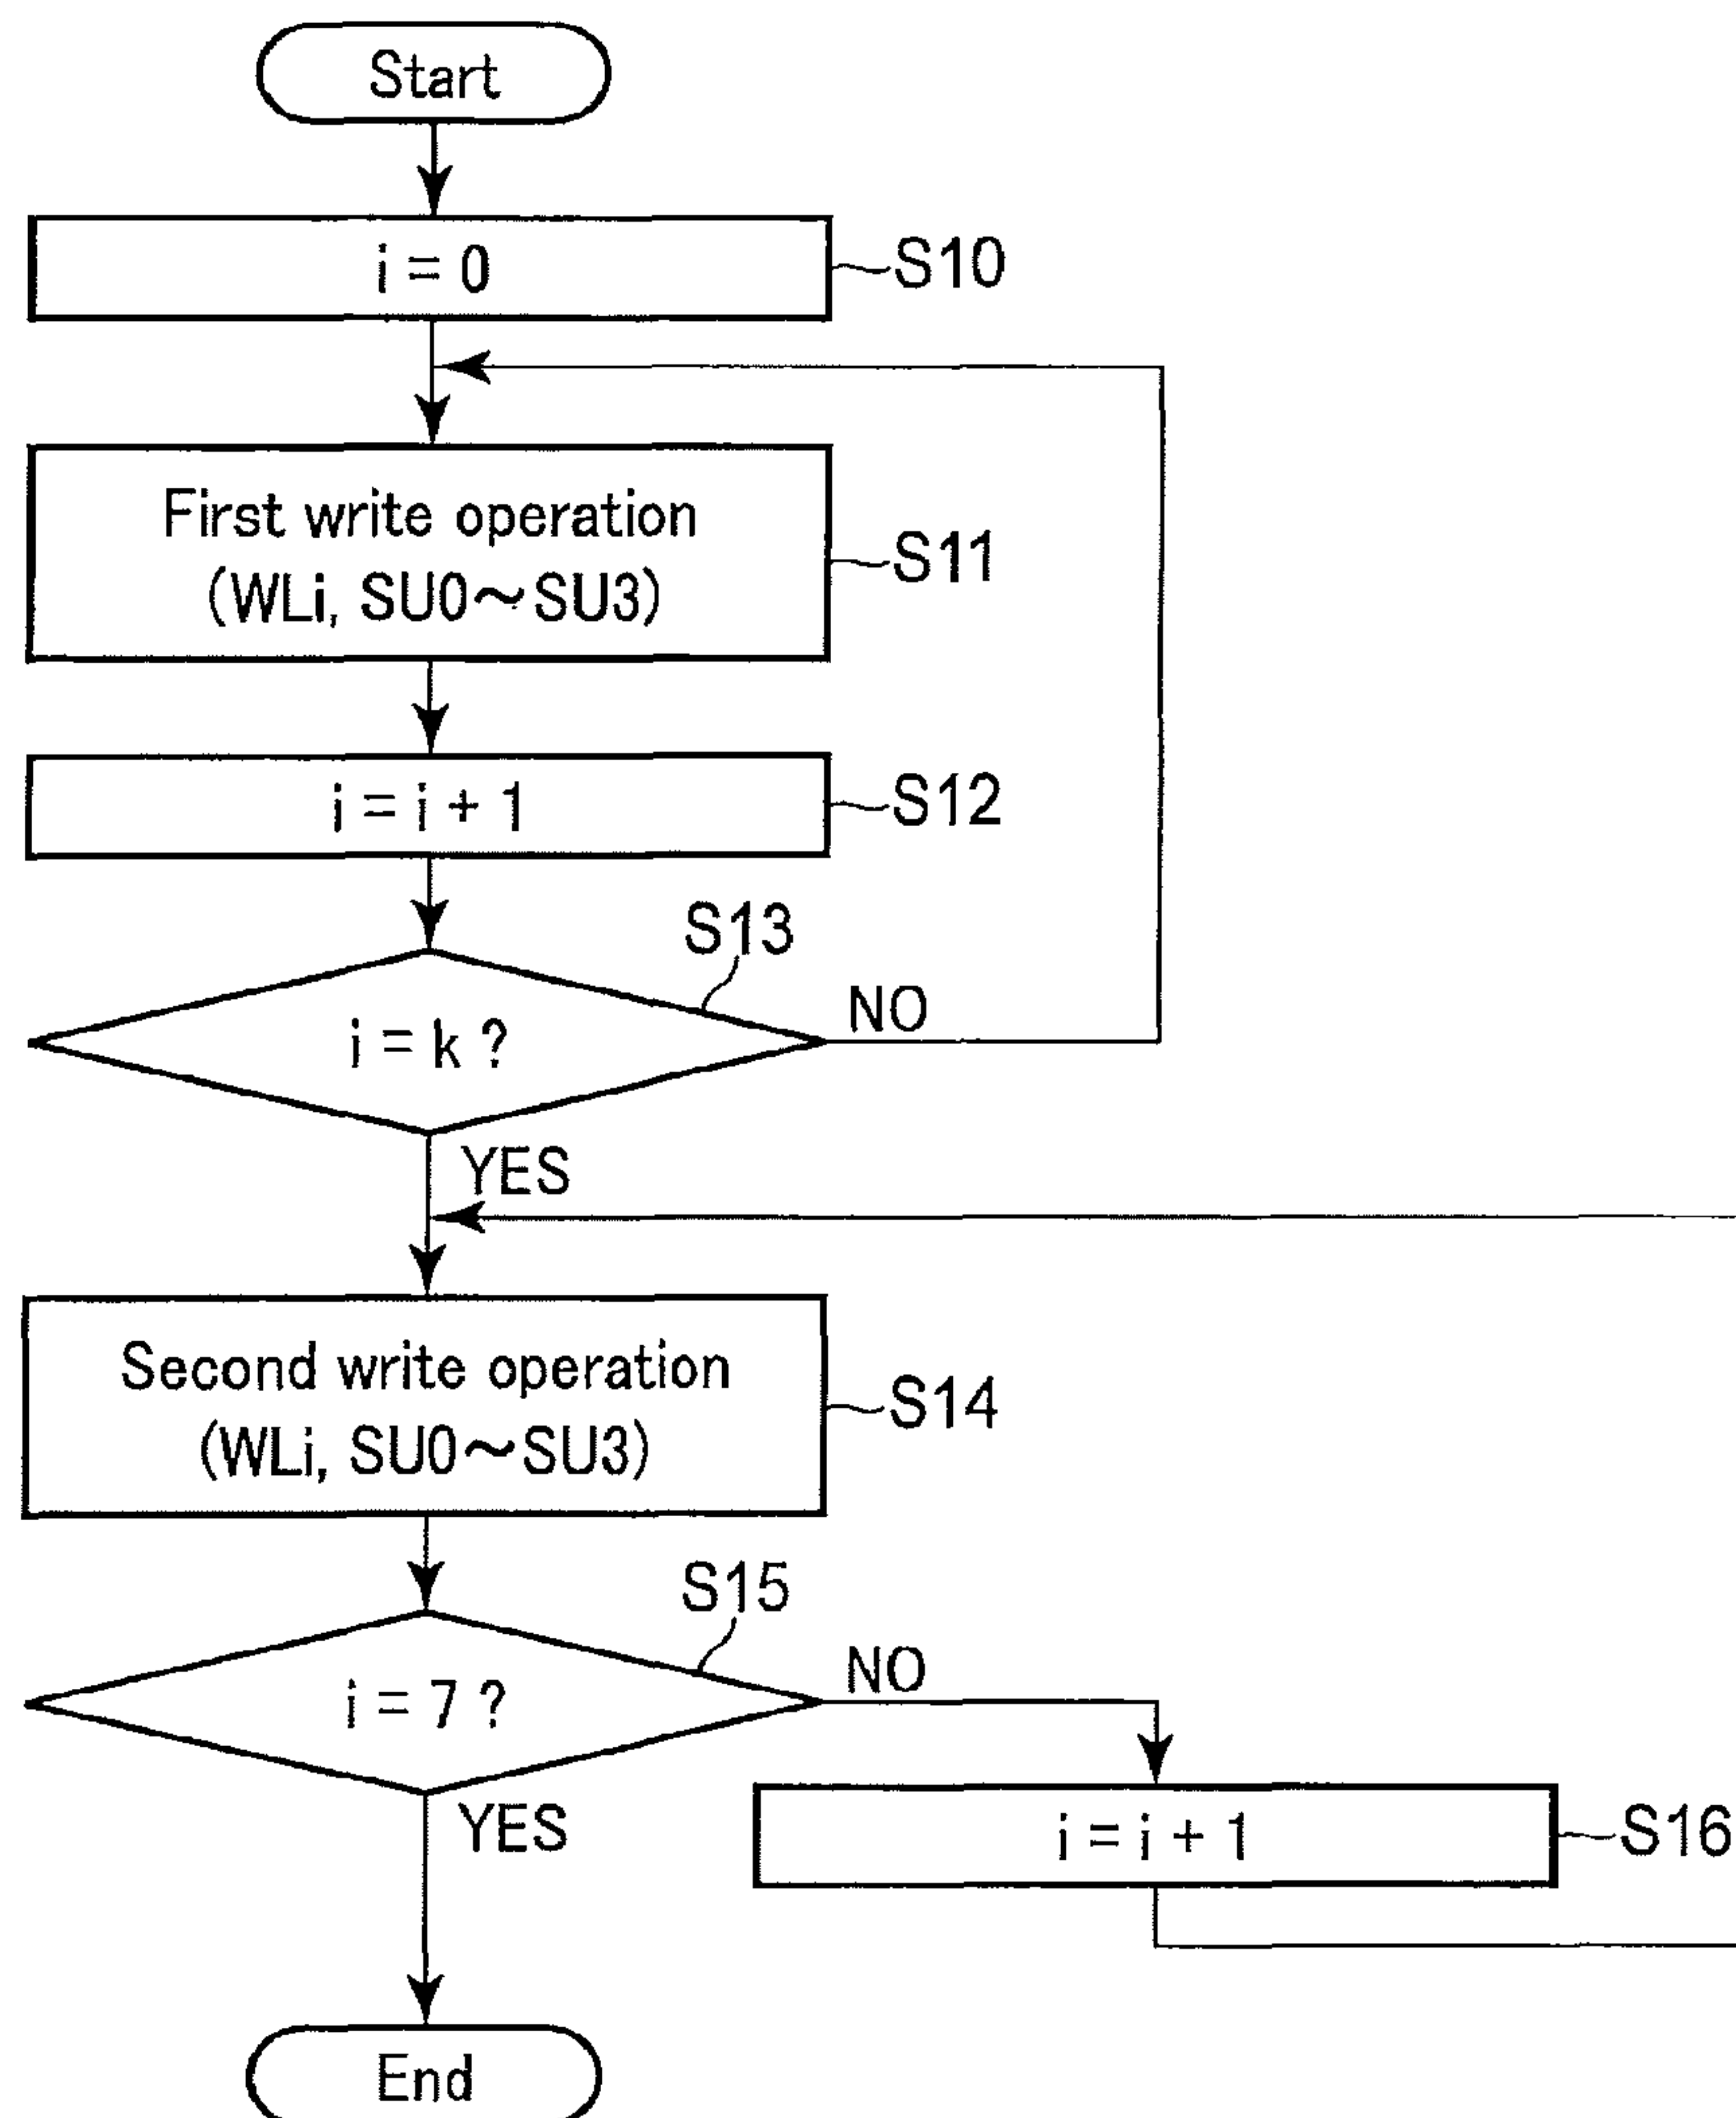 Start
i = 0
S10
First write operation
(WLi, SU0～SU3)
S11
i = i + 1
S12
S13
i = k ?
NO
YES
Second write operation
(WLi, SU0～SU3)
S14
S15
i = 7 ?
NO
YES
i = i + 1
S16
End